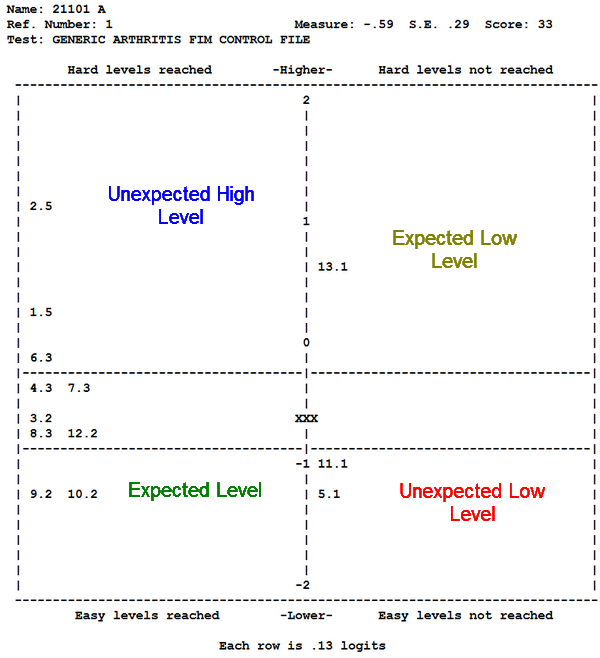 Name: 21101 A
Ref. Number: 1 Measure: -.59 S.E. .29 Score: 33
Test: GENERIC ARTHRITIS FIM CONTROL FILE
Hard levels reached -Higher- Hard levels not reached
2
Unexpected High
Level
2.5
1
Expected Low
Level
13.1
1.5
0
6.3
4.3 7.3
3.2 XXX
8.3 12.2
-1 11.1
9.2 10.2 Expected Level 5.1 Unexpected Low
Level
-2
Easy levels reached -Lower- Easy levels not reached
Each row is .13 logits